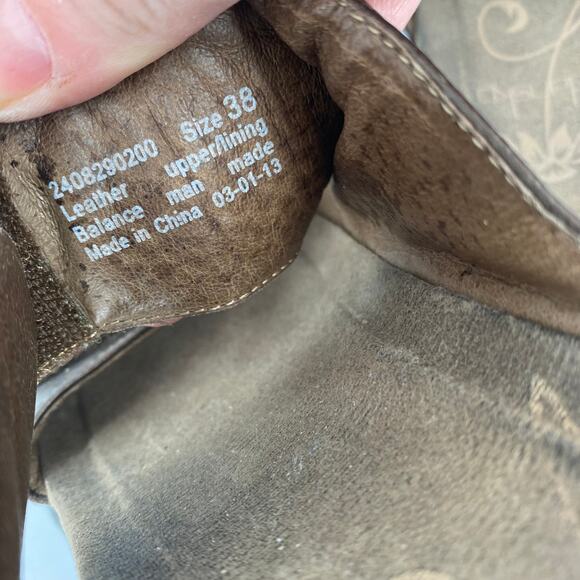 2408290200 Size 38
Leather upper/lining
Balance man made
Made in China 03-01-13